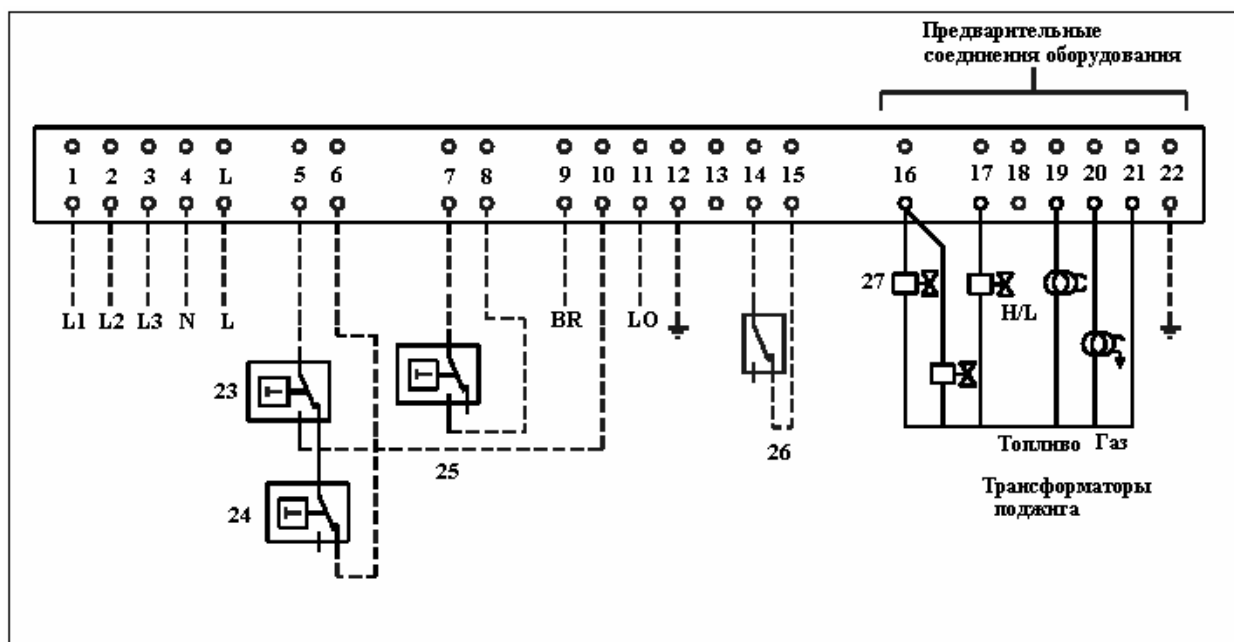 Предварительные
соединения оборудования
1 2 3 4 L 5 6 7 8 9 10 11 12 13 14 15 16 17 18 19 20 21 22
27
L1 L2 L3 N L BR LO H/L
23
26
Топливо Газ
25
24
Трансформаторы
поджига